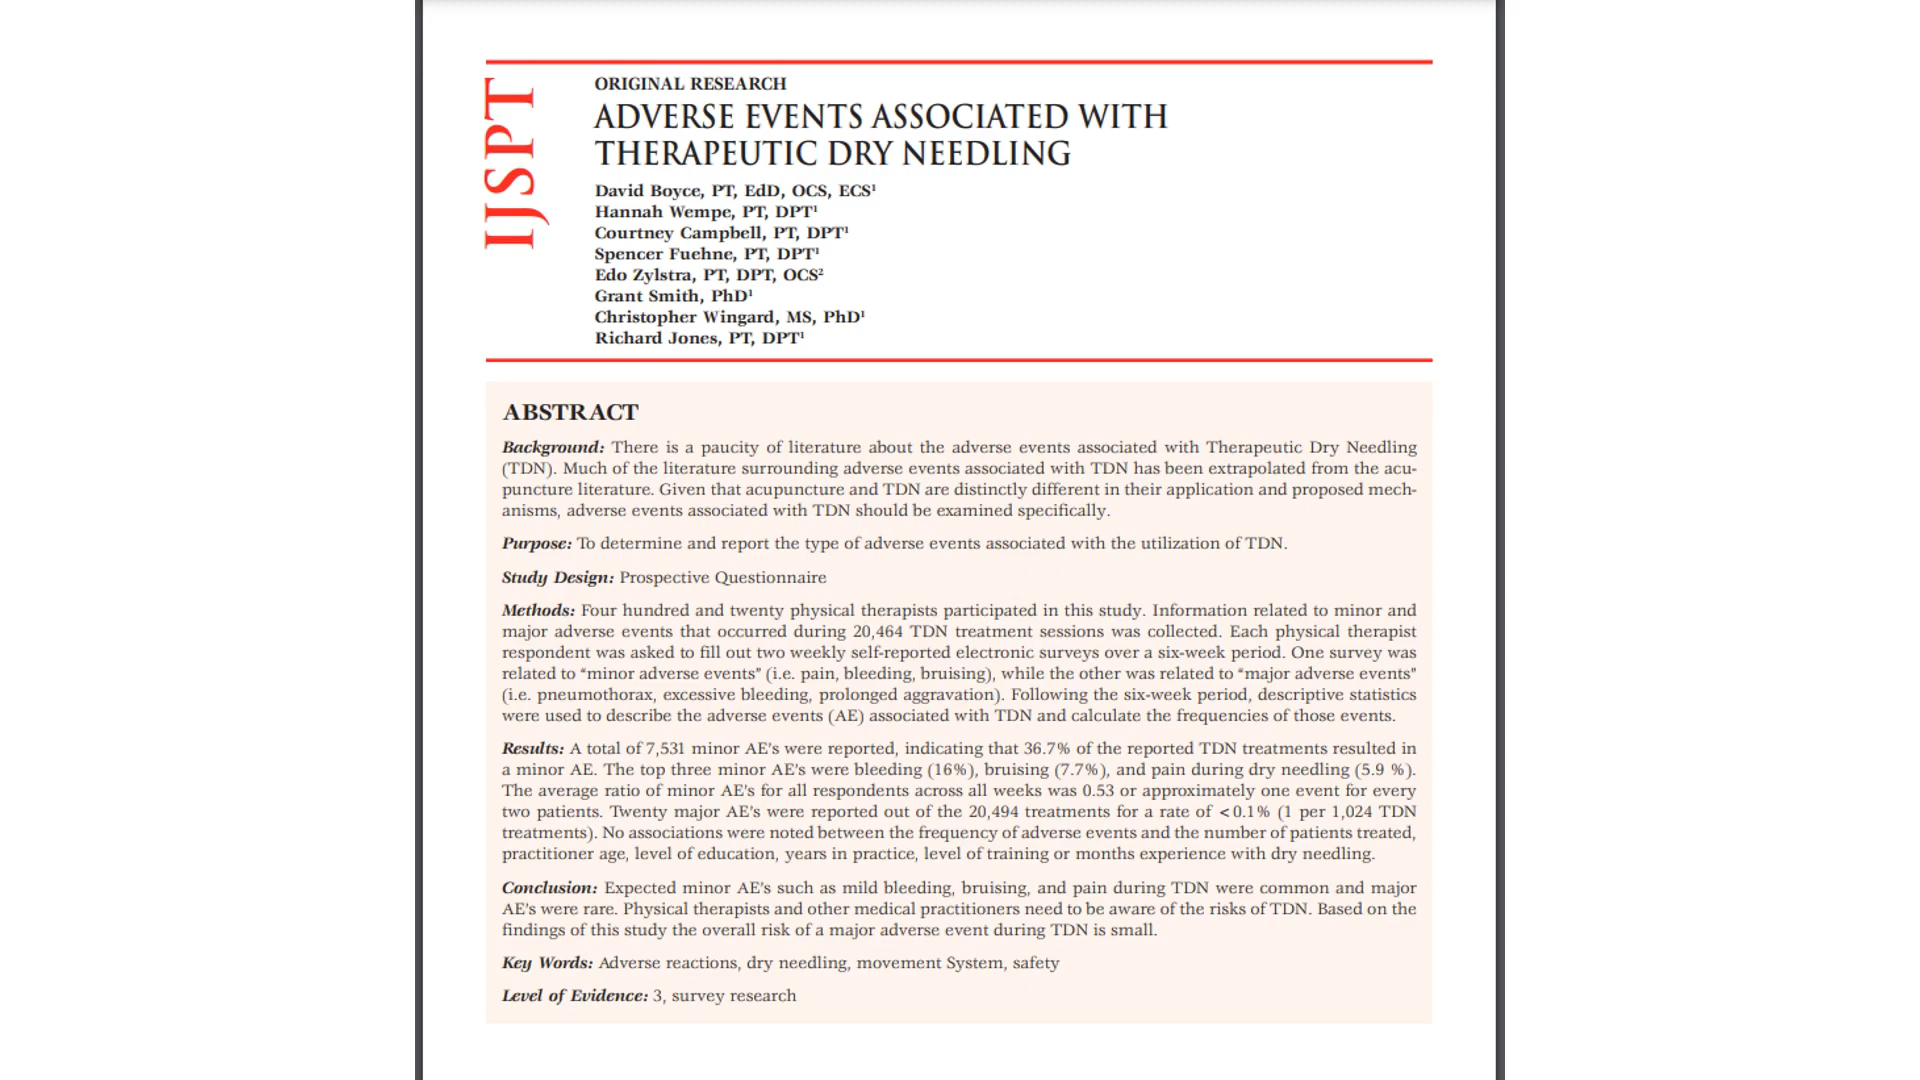 IJSPT
ORIGINAL RESEARCH
ADVERSE EVENTS ASSOCIATED WITH
THERAPEUTIC DRY NEEDLING
David Boyce, PT, EdD, OCS, ECS¹
Hannah Wempe, PT, DPT¹
Courtney Campbell, PT, DPT¹
Spencer Fuehne, PT, DPT¹
Edo Zylstra, PT, DPT, OCS²
Grant Smith, PhD¹
Christopher Wingard, MS, PhD¹
Richard Jones, PT, DPT¹
ABSTRACT
Background: There is a paucity of literature about the adverse events associated with Therapeutic Dry Needling
(TDN). Much of the literature surrounding adverse events associated with TDN has been extrapolated from the acu-
puncture literature. Given that acupuncture and TDN are distinctly different in their application and proposed mech-
anisms, adverse events associated with TDN should be examined specifically.
Purpose: To determine and report the type of adverse events associated with the utilization of TDN.
Study Design: Prospective Questionnaire
Methods: Four hundred and twenty physical therapists participated in this study. Information related to minor and
major adverse events that occurred during 20,464 TDN treatment sessions was collected. Each physical therapist
respondent was asked to fill out two weekly self-reported electronic surveys over a six-week period. One survey was
related to “minor adverse events” (i.e. pain, bleeding, bruising), while the other was related to “major adverse events”
(i.e. pneumothorax, excessive bleeding, prolonged aggravation). Following the six-week period, descriptive statistics
were used to describe the adverse events (AE) associated with TDN and calculate the frequencies of those events.
Results: A total of 7,531 minor AE's were reported, indicating that 36.7% of the reported TDN treatments resulted in
a minor AE. The top three minor AE's were bleeding (16%), bruising (7.7%), and pain during dry needling (5.9 %).
The average ratio of minor AE's for all respondents across all weeks was 0.53 or approximately one event for every
two patients. Twenty major AE's were reported out of the 20,494 treatments for a rate of <0.1% (1 per 1,024 TDN
treatments). No associations were noted between the frequency of adverse events and the number of patients treated,
practitioner age, level of education, years in practice, level of training or months experience with dry needling.
Conclusion: Expected minor AE's such as mild bleeding, bruising, and pain during TDN were common and major
AE's were rare. Physical therapists and other medical practitioners need to be aware of the risks of TDN. Based on the
findings of this study the overall risk of a major adverse event during TDN is small.
Key Words: Adverse reactions, dry needling, movement System, safety
Level of Evidence: 3, survey research